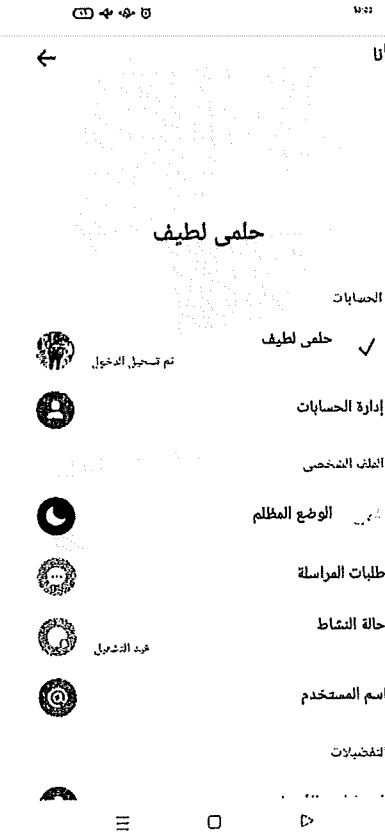 أنا
حلمى لطيف
الحسابات
حلمى لطيف
تم تسجيل الدخول
إدارة الحسابات
الملف الشخصي
الوضع المظلم
طلبات المراسلة
حالة النشاط
قيد التشغيل
اسم المستخدم
التفضيلات